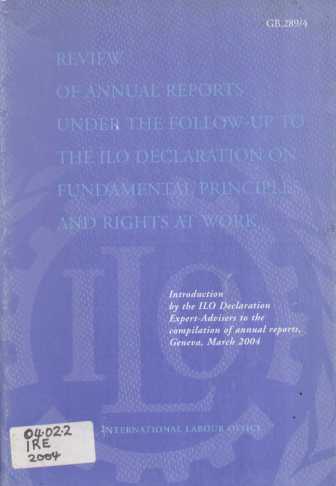 GB.289/4
REVIEW
OF ANNUAL REPORTS
UNDER THE FOLLOW-UP TO
THE ILO DECLARATION ON
FUNDAMENTAL PRINCIPLES
AND RIGHTS AT WORK
ILO
Introduction
by the ILO Declaration
Expert-Advisers to the
compilation of annual reports,
Geneva, March 2004
04.02.2
IRE
2004
INTERNATIONAL LABOUR OFFICE